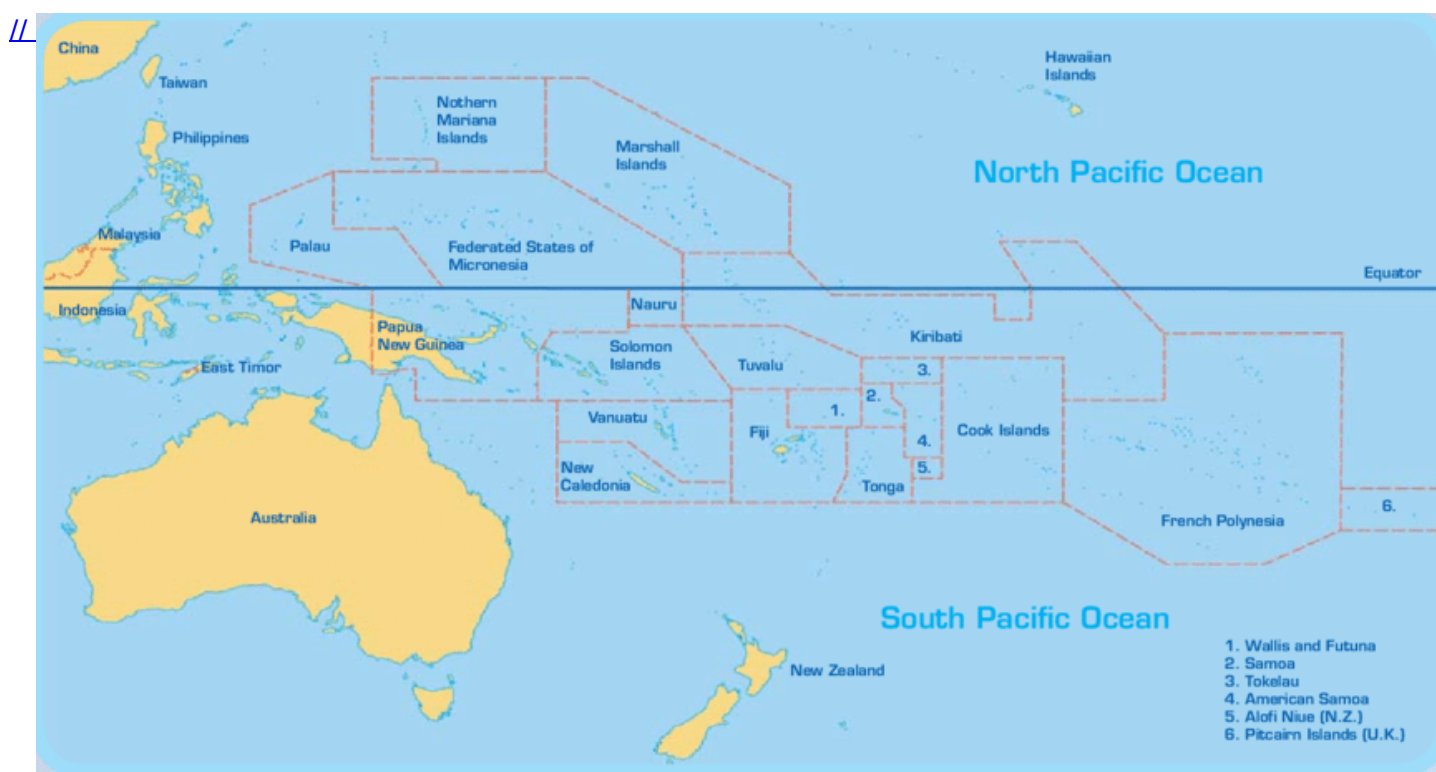 //
China
Taiwan
Philippines
Malaysia
Indonesia
East Timor
Palau
Nothern
Mariana
Islands
Marshall
Islands
Hawaiian
Islands
North Pacific Ocean
Federated States of
Micronesia
Equator
Nauru
Papua
New Guinea
Solomon
Islands
Kiribati
Tuvalu
3.
2.
1.
Vanuatu
Fiji
4.
Cook Islands
5.
New
Caledonia
Tonga
6.
French Polynesia
Australia
South Pacific Ocean
New Zealand
1. Wallis and Futuna
2. Samoa
3. Tokelau
4. American Samoa
5. Alofi Niue (N.Z.)
6. Pitcairn Islands (U.K.)